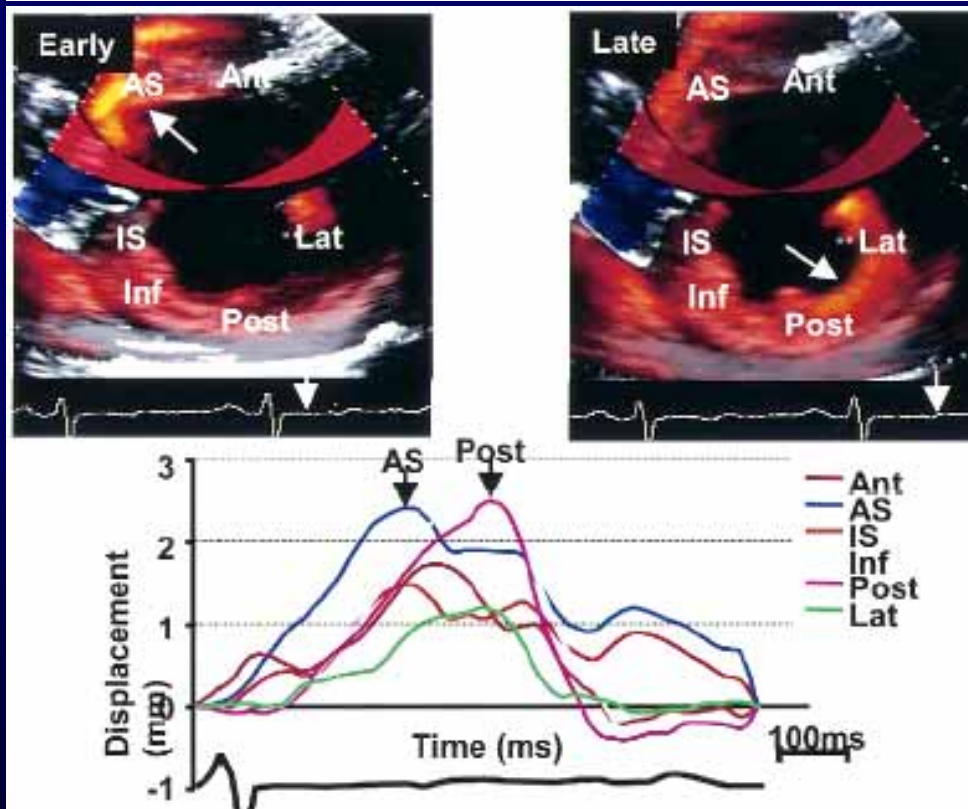 Early
AS
Ant
IS
Lat
Inf
Post
Late
AS
Ant
IS
Lat
Inf
Post
AS
Post
3
2
1
0
-1
Displacement
(mm)
Time (ms)
100ms
Ant
AS
IS
Inf
Post
Lat